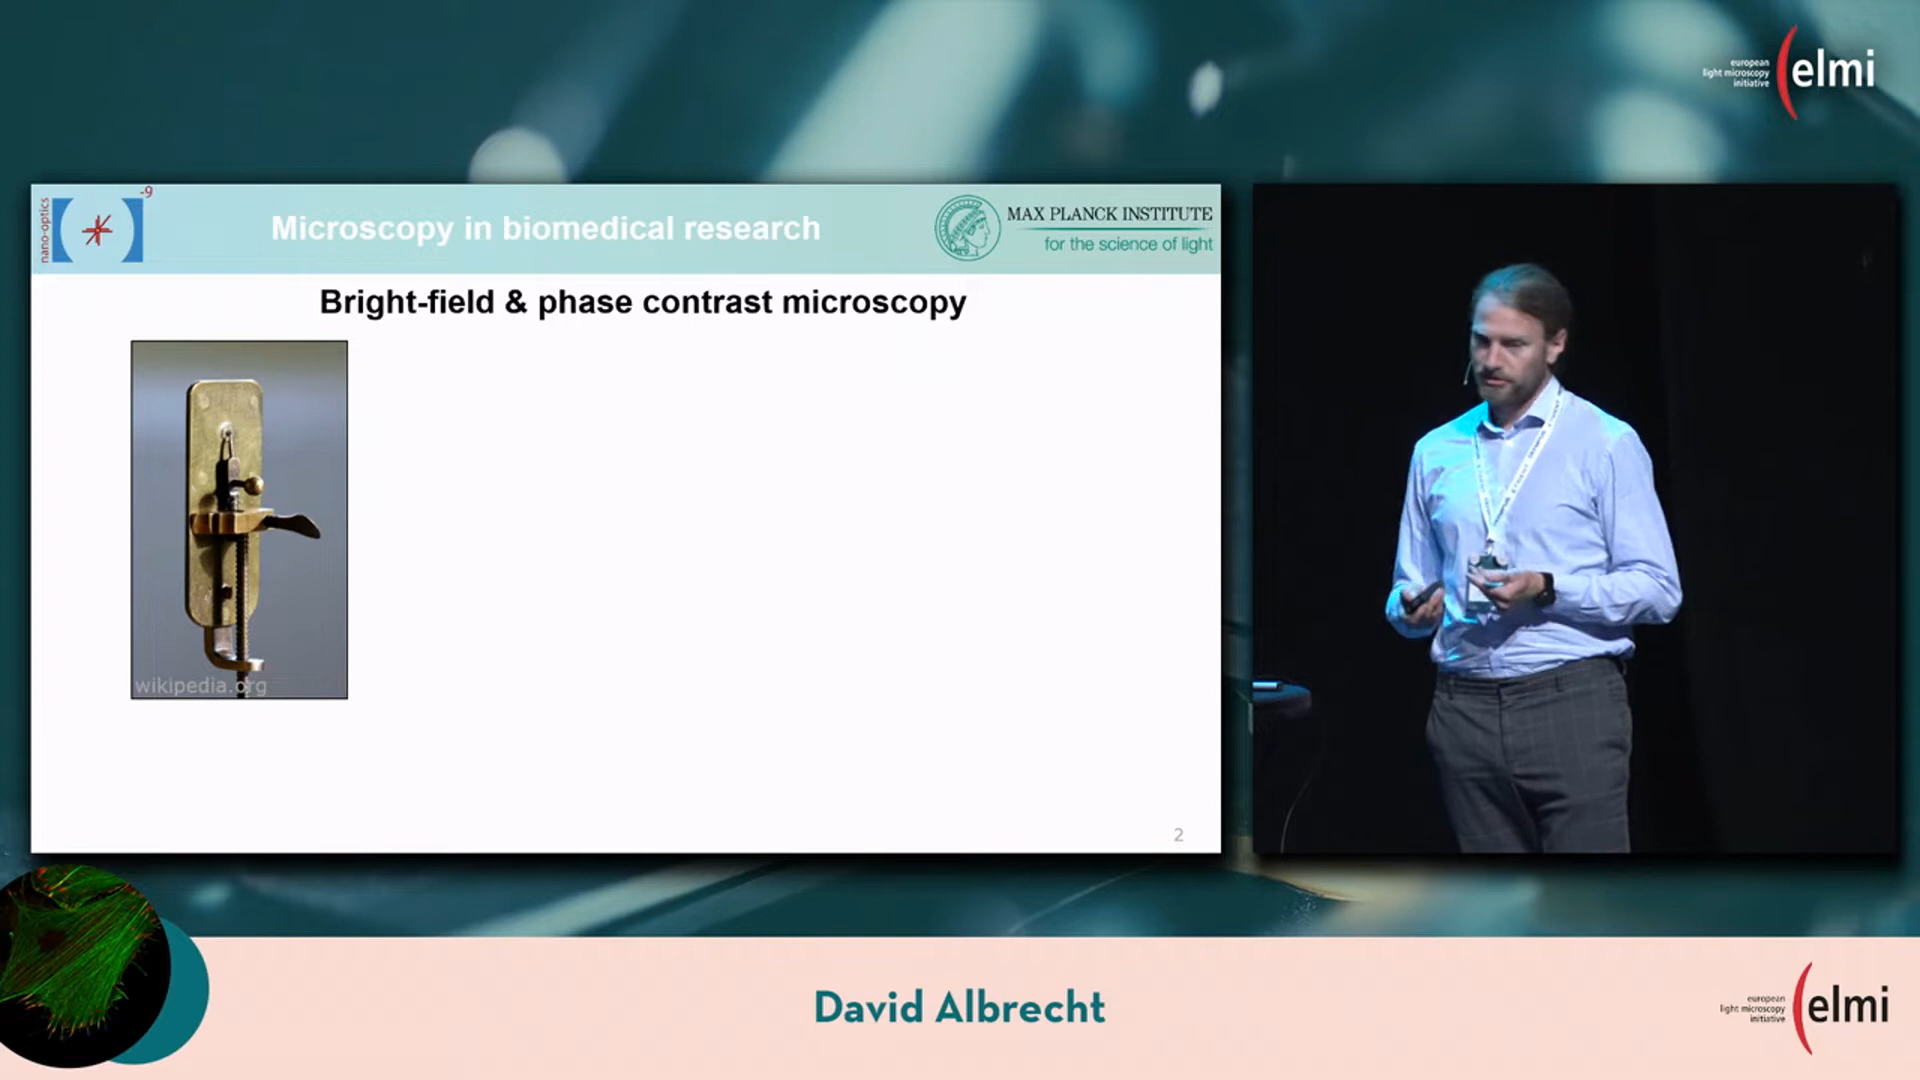 european
light microscopy
initiative
elmi
nano-optics
-9
Microscopy in biomedical research
MAX PLANCK INSTITUTE
for the science of light
Bright-field & phase contrast microscopy
wikipedia.org
2
David Albrecht
european
light microscopy
initiative
elmi